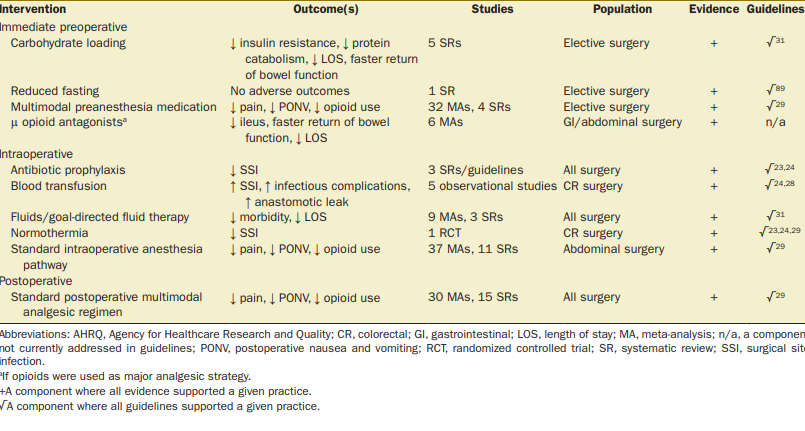 Intervention Outcome(s) Studies Population Evidence Guidelines
Immediate preoperative
Carbohydrate loading ↓ insulin resistance, ↓ protein 5 SRs Elective surgery + √31
catabolism, ↓ LOS, faster return
of bowel function
Reduced fasting No adverse outcomes 1 SR Elective surgery + √89
Multimodal preanesthesia medication ↓ pain, ↓ PONV, ↓ opioid use 32 MAs, 4 SRs Elective surgery + √29
μ opioid antagonistsa ↓ ileus, faster return of bowel 6 MAs GI/abdominal surgery + n/a
function, ↓ LOS
Intraoperative
Antibiotic prophylaxis ↓ SSI 3 SRs/guidelines All surgery + √23,24
Blood transfusion ↑ SSI, ↑ infectious complications, 5 observational studies CR surgery + √24,28
↑ anastomotic leak
Fluids/goal-directed fluid therapy ↓ morbidity, ↓ LOS 9 MAs, 3 SRs All surgery + √31
Normothermia ↓ SSI 1 RCT CR surgery + √23,24,29
Standard intraoperative anesthesia ↓ pain, ↓ PONV, ↓ opioid use 37 MAs, 11 SRs Abdominal surgery + √29
pathway
Postoperative
Standard postoperative multimodal ↓ pain, ↓ PONV, ↓ opioid use 30 MAs, 15 SRs All surgery + √29
analgesic regimen
Abbreviations: AHRQ, Agency for Healthcare Research and Quality; CR, colorectal; GI, gastrointestinal; LOS, length of stay; MA, meta-analysis; n/a, a component
not currently addressed in guidelines; PONV, postoperative nausea and vomiting; RCT, randomized controlled trial; SR, systematic review; SSI, surgical site
infection.
aIf opioids were used as major analgesic strategy.
+A component where all evidence supported a given practice.
√A component where all guidelines supported a given practice.